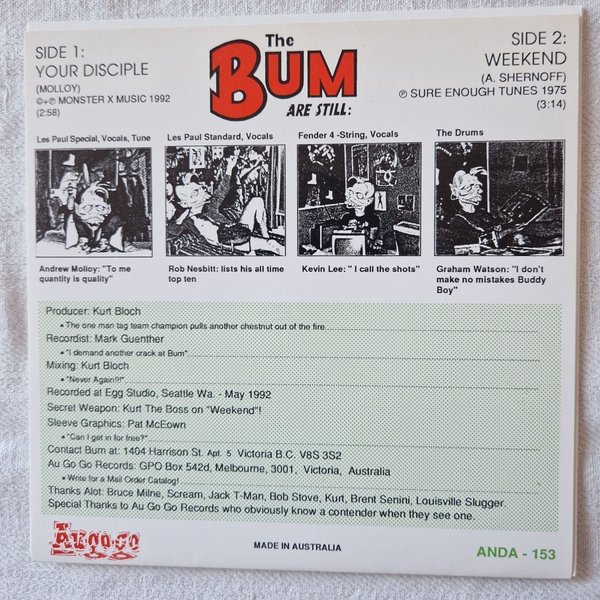 SIDE 1:
YOUR DISCIPLE
(MOLLOY)
©+℗ MONSTER X MUSIC 1992
(2:58)
The
BUM
ARE STILL:
SIDE 2:
WEEKEND
(A. SHERNOFF)
℗ SURE ENOUGH TUNES 1975
(3:14)
Les Paul Special, Vocals, Tune
Les Paul Standard, Vocals
Fender 4 -String, Vocals
The Drums
Andrew Molloy: "To me
quantity is quality"
Rob Nesbitt: lists his all time
top ten
Kevin Lee: " I call the shots"
Graham Watson: "I don't
make no mistakes Buddy
Boy"
Producer: Kurt Bloch
• The one man tag team champion pulls another chestnut out of the fire
Recordist: Mark Guenther
• "I demand another crack at Bum"
Mixing: Kurt Bloch
• "Never Again!!!"
Recorded at Egg Studio, Seattle Wa. - May 1992
Secret Weapon: Kurt The Boss on "Weekend"!
Sleeve Graphics: Pat McEown
• "Can I get in for free?"
Contact Bum at: 1404 Harrison St. Apt. 5 Victoria B.C. V8S 3S2
Au Go Go Records: GPO Box 542d, Melbourne, 3001, Victoria, Australia
• Write for a Mail Order Catalog!
Thanks Alot: Bruce Milne, Scream, Jack T-Man, Bob Stove, Kurt, Brent Senini, Louisville Slugger.
Special Thanks to Au Go Go Records who obviously know a contender when they see one.
Au go go
MADE IN AUSTRALIA
ANDA - 153